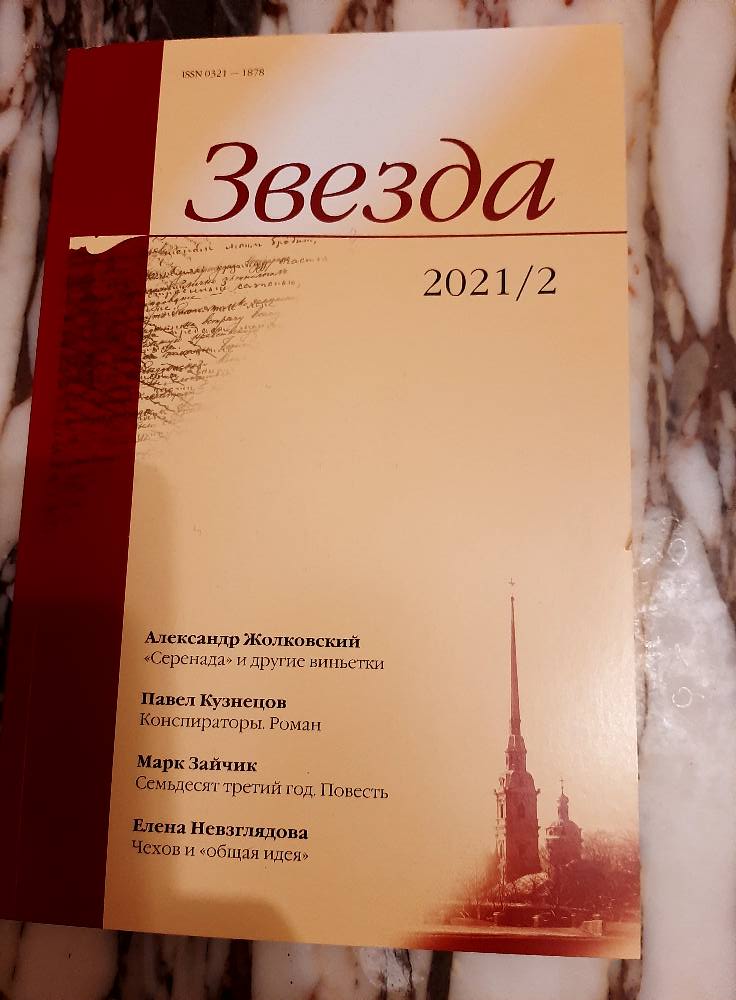 ISSN 0321 — 1878
Звезда
2021/2
Александр Жолковский
«Серенада» и другие виньетки
Павел Кузнецов
Конспираторы. Роман
Марк Зайчик
Семьдесят третий год. Повесть
Елена Невзглядова
Чехов и «общая идея»